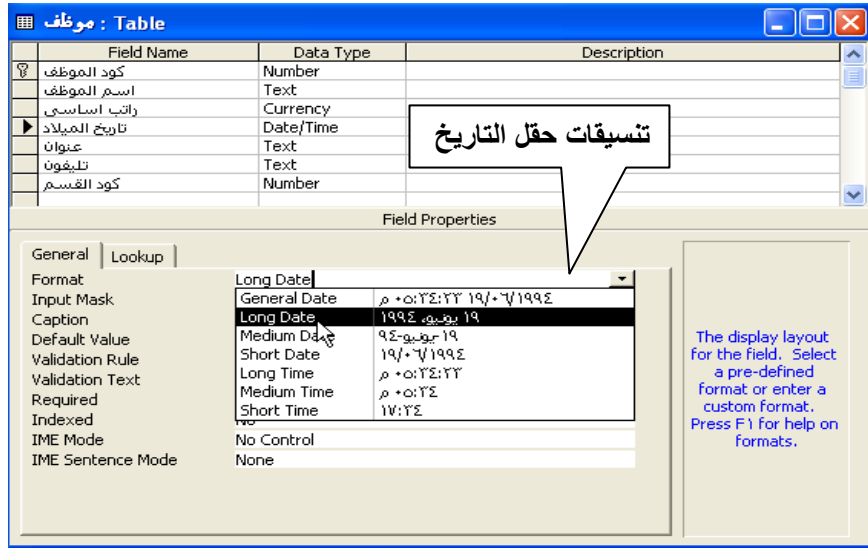 موظف : Table
Field Name Data Type Description
كود الموظف Number
اسم الموظف Text
راتب اساسى Currency
تاريخ الميلاد Date/Time
عنوان Text
تليفون Text
كود القسم Number
تنسيقات حقل التاريخ
Field Properties
General Lookup
Format Long Date
Input Mask
Caption
Default Value
Validation Rule
Validation Text
Required
Indexed No
IME Mode No Control
IME Sentence Mode None
General Date ١٩/٠٦/١٩٩٤ ٠٥:٣٤:٢٣ م
Long Date ١٩ يونيو، ١٩٩٤
Medium Date ١٩-يونيو-٩٤
Short Date ١٩/٠٦/١٩٩٤
Long Time ٠٥:٣٤:٢٣ م
Medium Time ٠٥:٣٤ م
Short Time ١٧:٣٤
The display layout
for the field. Select
a pre-defined
format or enter a
custom format.
Press F١ for help on
formats.